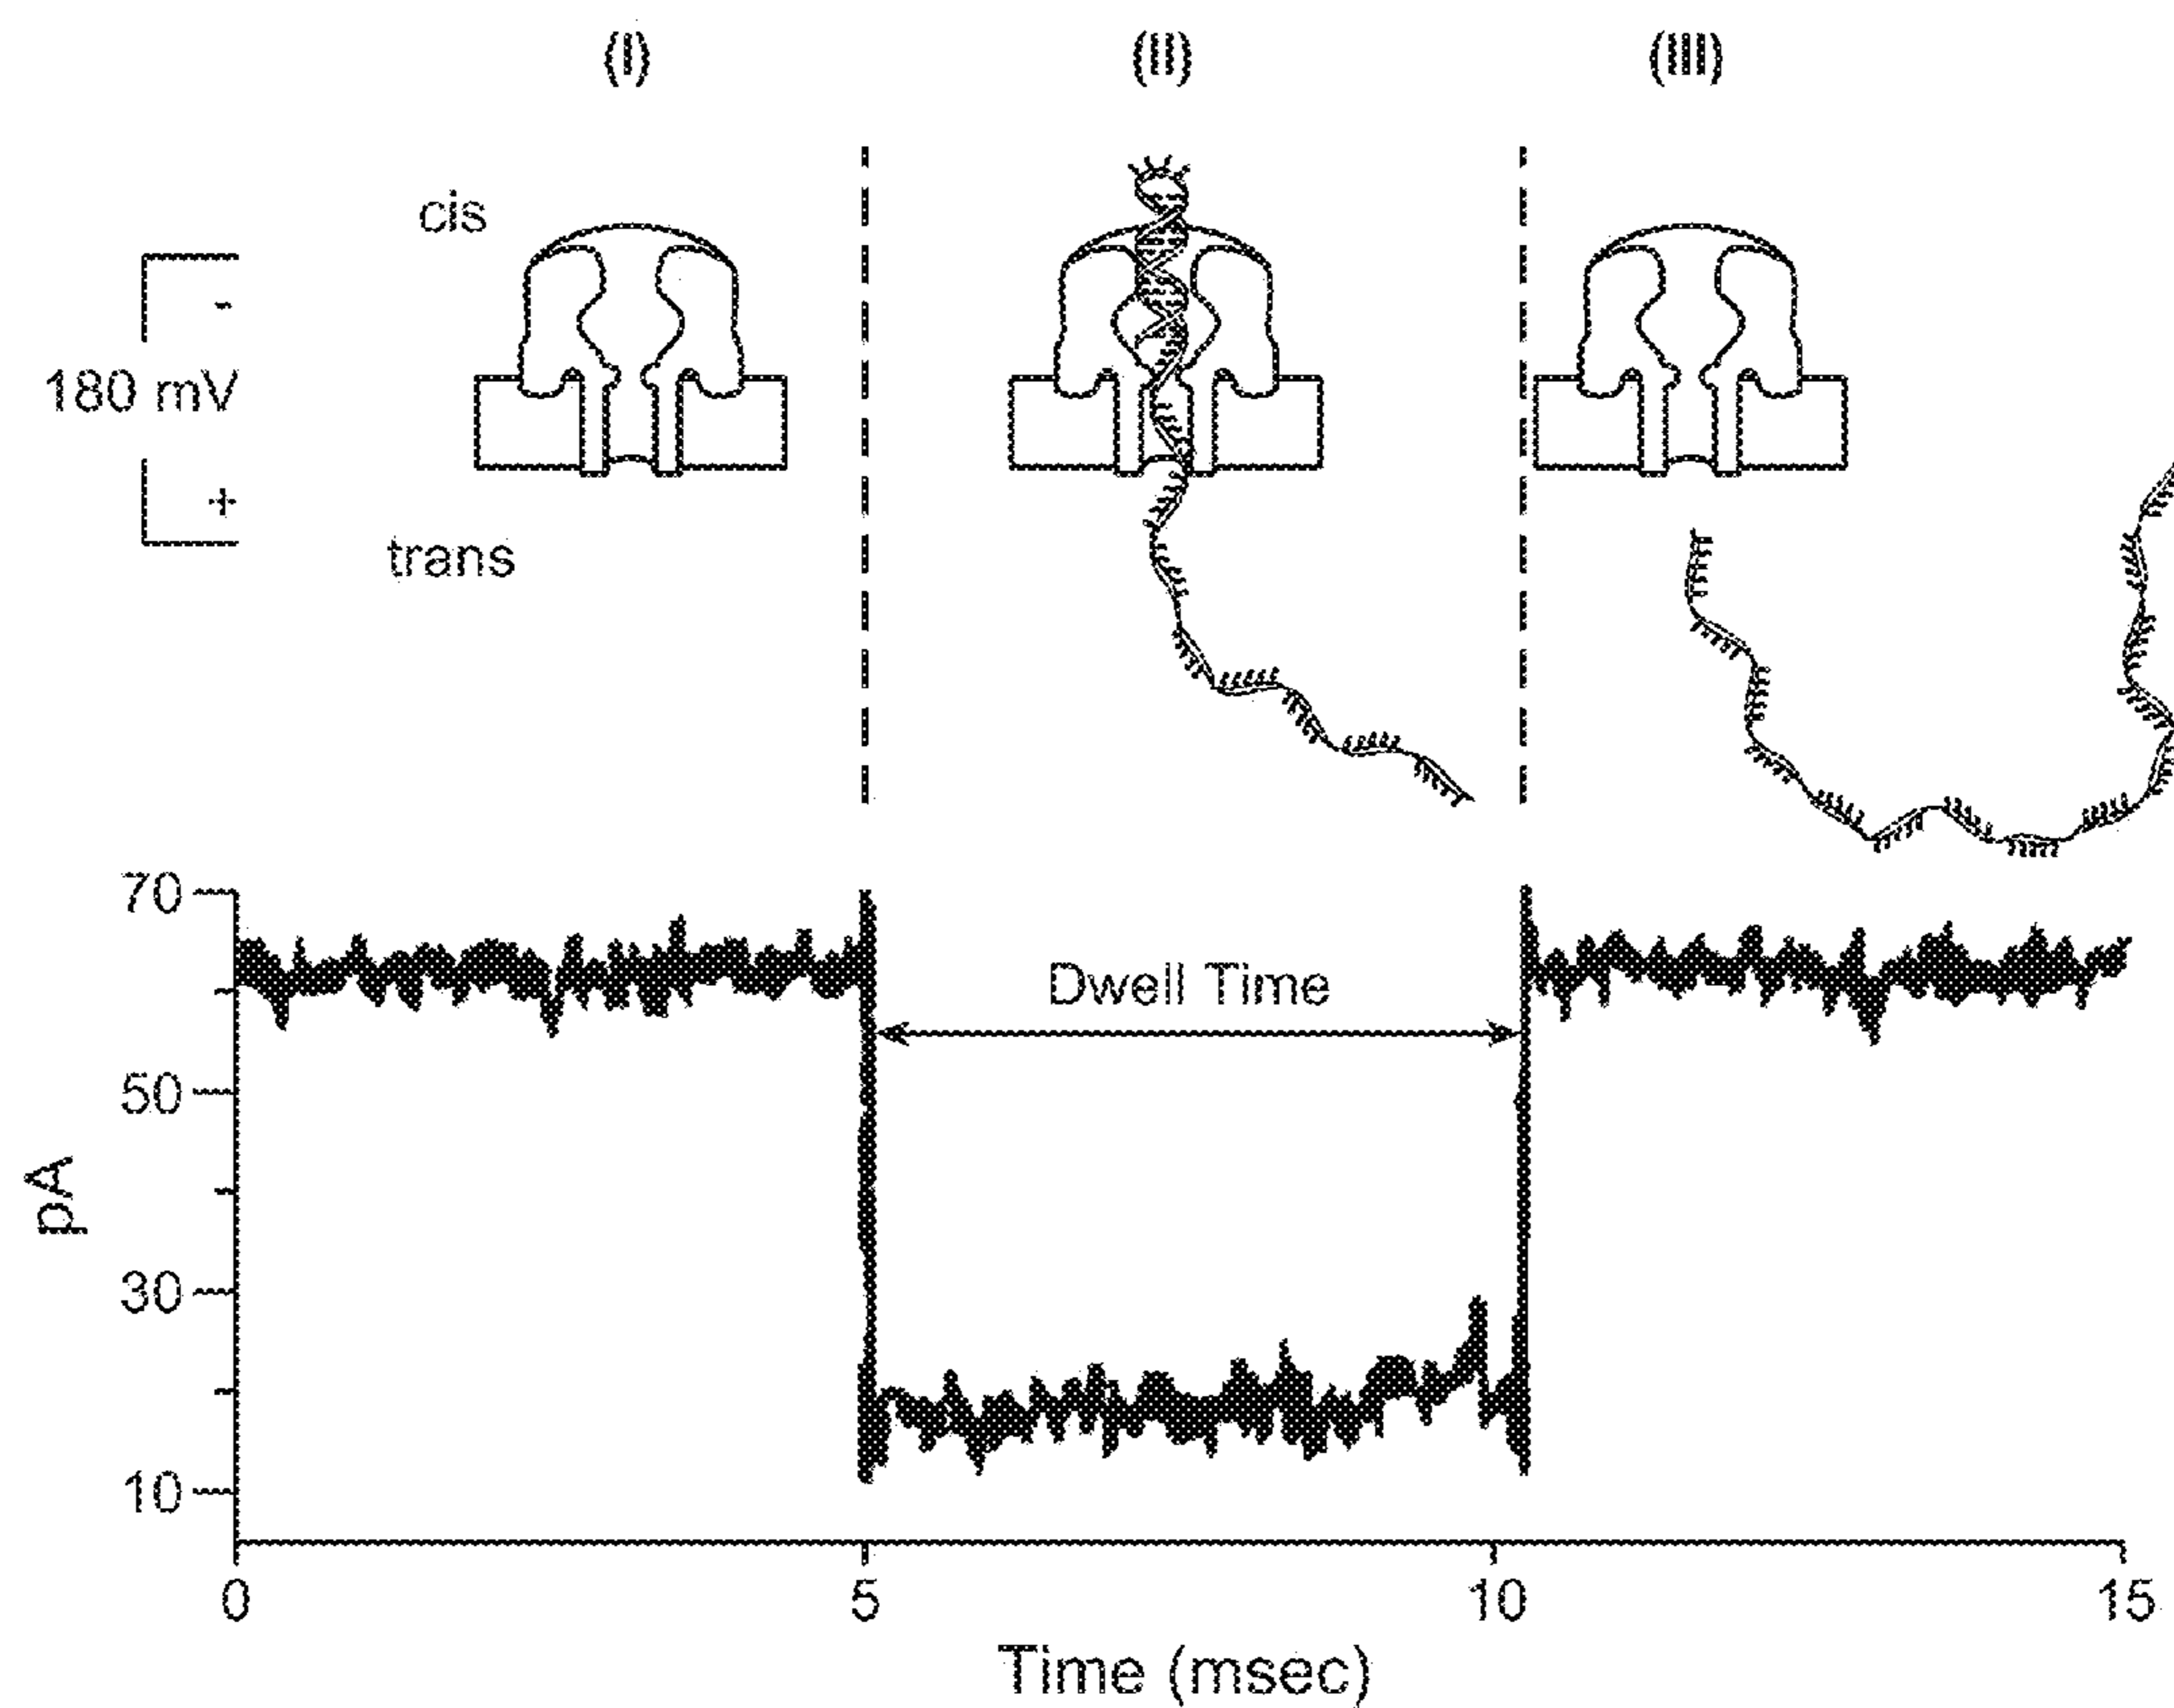 (I) (II) (III)
cis
-
180 mV
+
trans
70
Dwell Time
50
pA
30
10
0 5 10 15
Time (msec)